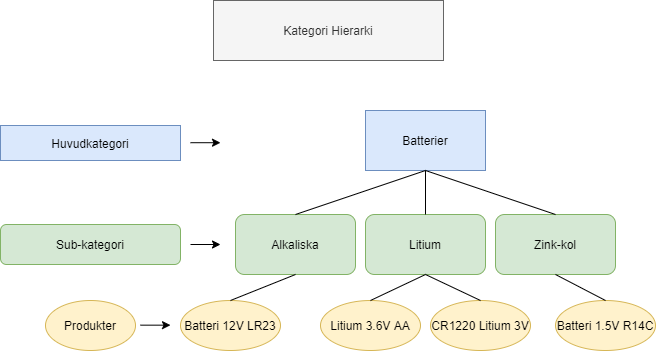 Kategori Hierarki
Huvudkategori
Batterier
Sub-kategori
Alkaliska
Litium
Zink-kol
Produkter
Batteri 12V LR23
Litium 3.6V AA
CR1220 Litium 3V
Batteri 1.5V R14C